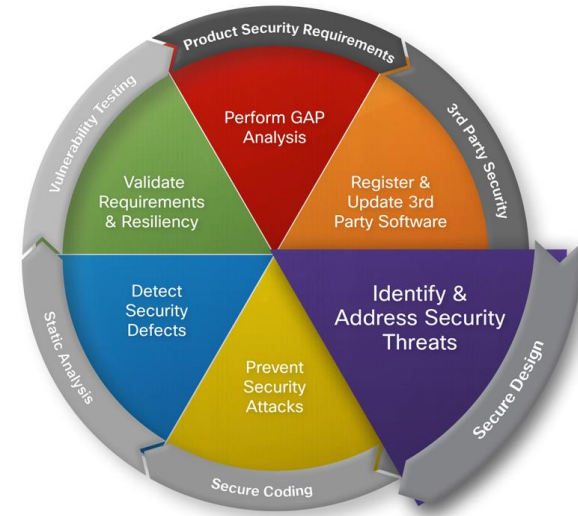 Product Security Requirements
Perform GAP
Analysis
3rd Party Security
Register &
Update 3rd
Party Software
Secure Design
Identify &
Address Security
Threats
Secure Coding
Prevent
Security
Attacks
Static Analysis
Detect
Security
Defects
Vulnerability Testing
Validate
Requirements
& Resiliency